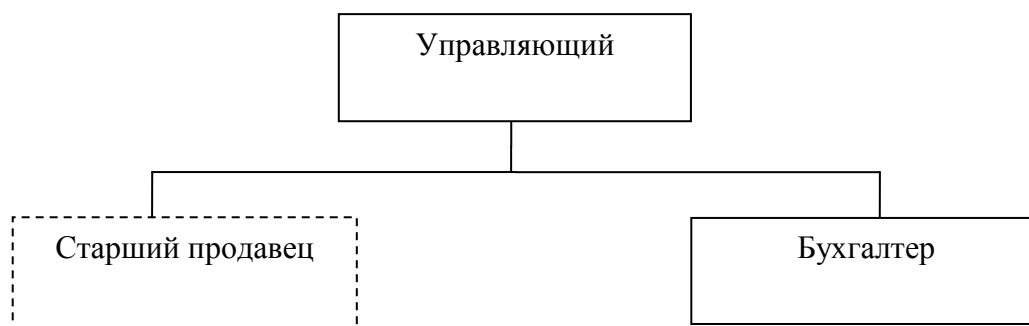 Управляющий
Старший продавец
Бухгалтер